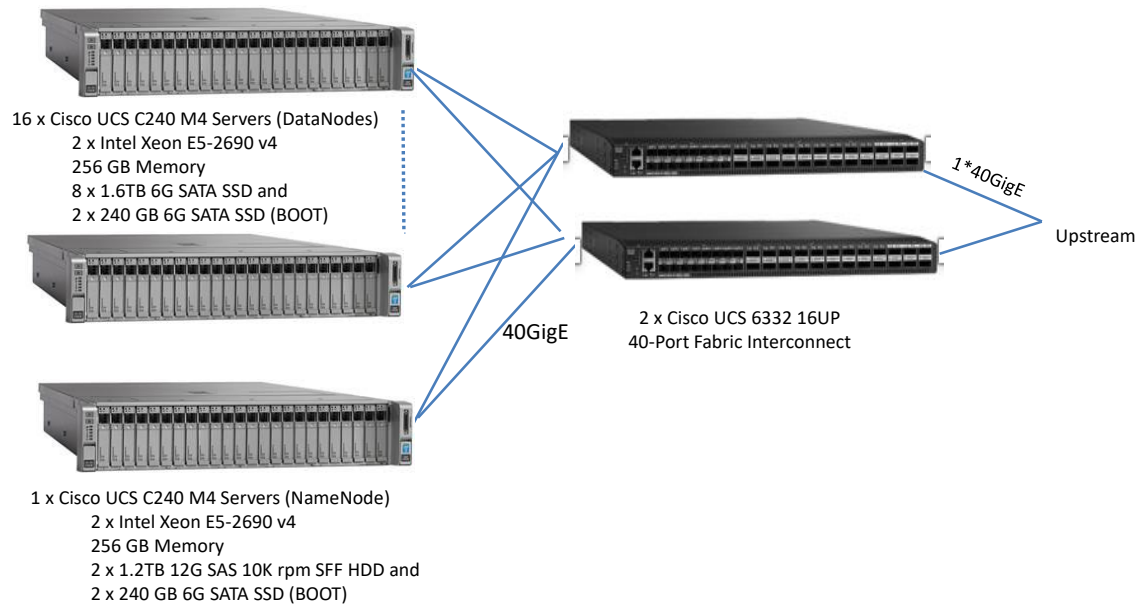 16 x Cisco UCS C240 M4 Servers (DataNodes)
2 x Intel Xeon E5-2690 v4
256 GB Memory
8 x 1.6TB 6G SATA SSD and
2 x 240 GB 6G SATA SSD (BOOT)
1*40GigE
Upstream
40GigE
2 x Cisco UCS 6332 16UP
40-Port Fabric Interconnect
1 x Cisco UCS C240 M4 Servers (NameNode)
2 x Intel Xeon E5-2690 v4
256 GB Memory
2 x 1.2TB 12G SAS 10K rpm SFF HDD and
2 x 240 GB 6G SATA SSD (BOOT)